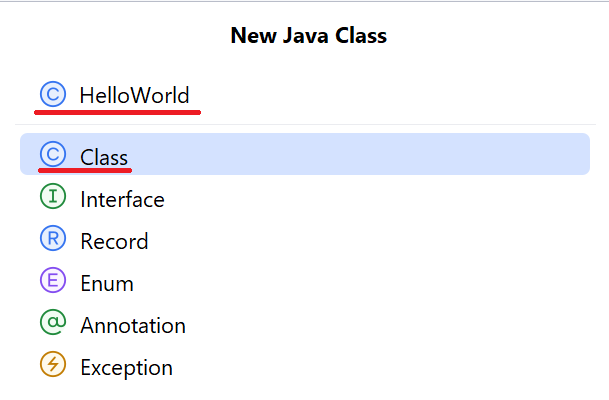 New Java Class
C HelloWorld
C Class
I Interface
R Record
E Enum
@ Annotation
Exception